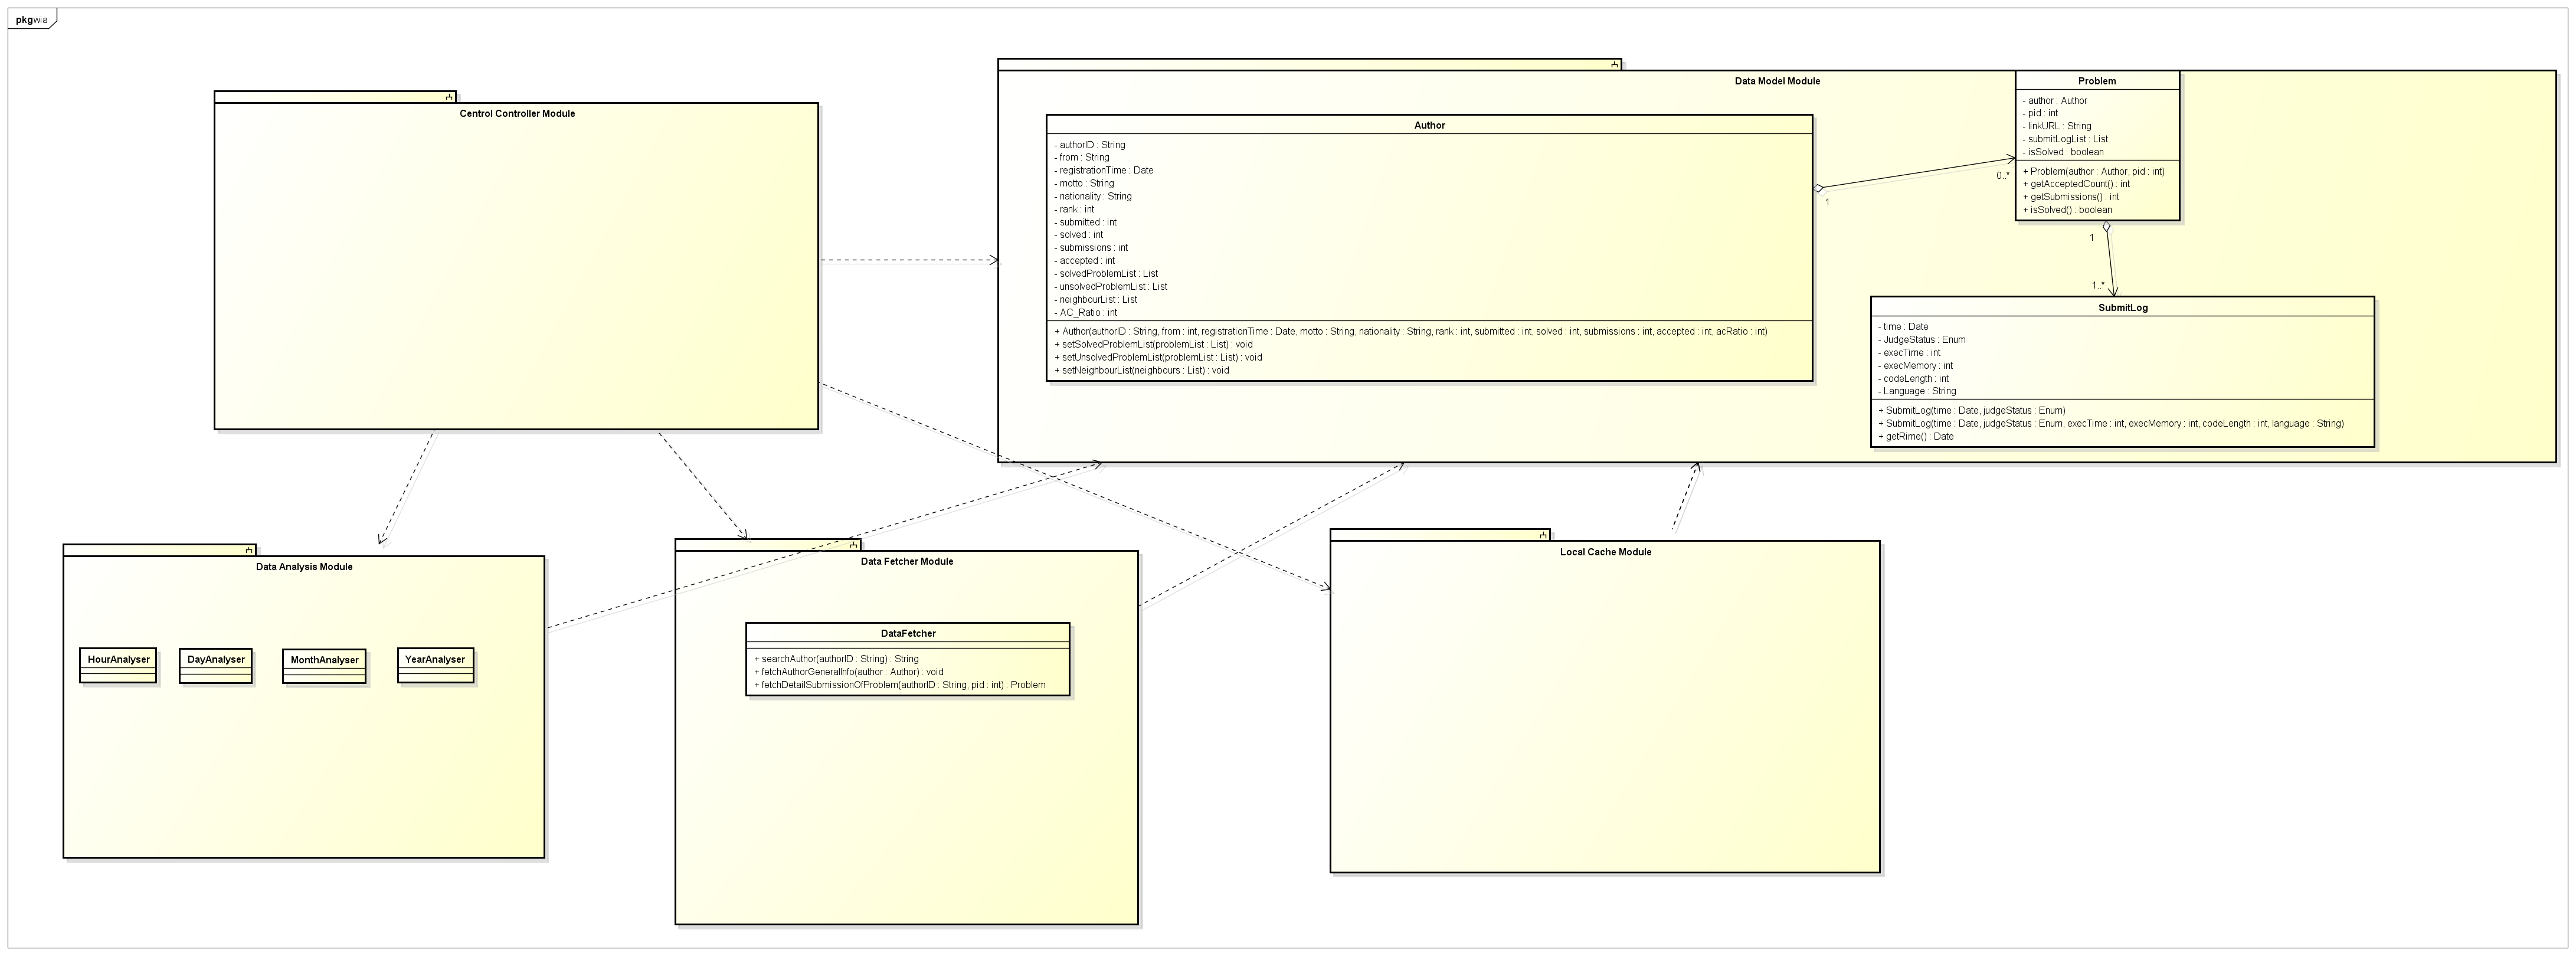 pkg wia
Centrol Controller Module
Data Model Module
Author
- authorID : String
- from : String
- registrationTime : Date
- motto : String
- nationality : String
- rank : int
- submitted : int
- solved : int
- submissions : int
- accepted : int
- solvedProblemList : List
- unsolvedProblemList : List
- neighbourList : List
- AC_Ratio : int
+ Author(authorID : String, from : int, registrationTime : Date, motto : String, nationality : String, rank : int, submitted : int, solved : int, submissions : int, accepted : int, acRatio : int)
+ setSolvedProblemList(problemList : List) : void
+ setUnsolvedProblemList(problemList : List) : void
+ setNeighbourList(neighbours : List) : void
1
0..*
Problem
- author : Author
- pid : int
- linkURL : String
- submitLogList : List
- isSolved : boolean
+ Problem(author : Author, pid : int)
+ getAcceptedCount() : int
+ getSubmissions() : int
+ isSolved() : boolean
1
1..*
SubmitLog
- time : Date
- JudgeStatus : Enum
- execTime : int
- execMemory : int
- codeLength : int
- Language : String
+ SubmitLog(time : Date, judgeStatus : Enum)
+ SubmitLog(time : Date, judgeStatus : Enum, execTime : int, execMemory : int, codeLength : int, language : String)
+ getRime() : Date
Data Analysis Module
HourAnalyser
DayAnalyser
MonthAnalyser
YearAnalyser
Data Fetcher Module
DataFetcher
+ searchAuthor(authorID : String) : String
+ fetchAuthorGeneralInfo(author : Author) : void
+ fetchDetailSubmissionOfProblem(authorID : String, pid : int) : Problem
Local Cache Module